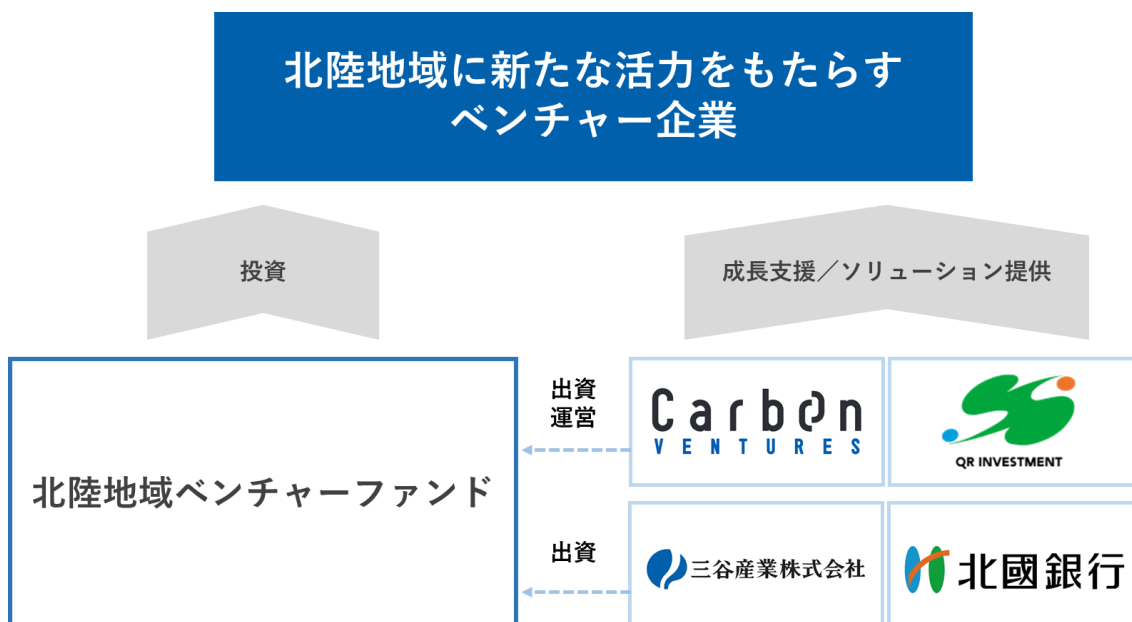 北陸地域に新たな活力をもたらす
ベンチャー企業
投資
成長支援／ソリューション提供
北陸地域ベンチャーファンド
出資
運営
Carbon
VENTURES
QR INVESTMENT
出資
三谷産業株式会社
北國銀行